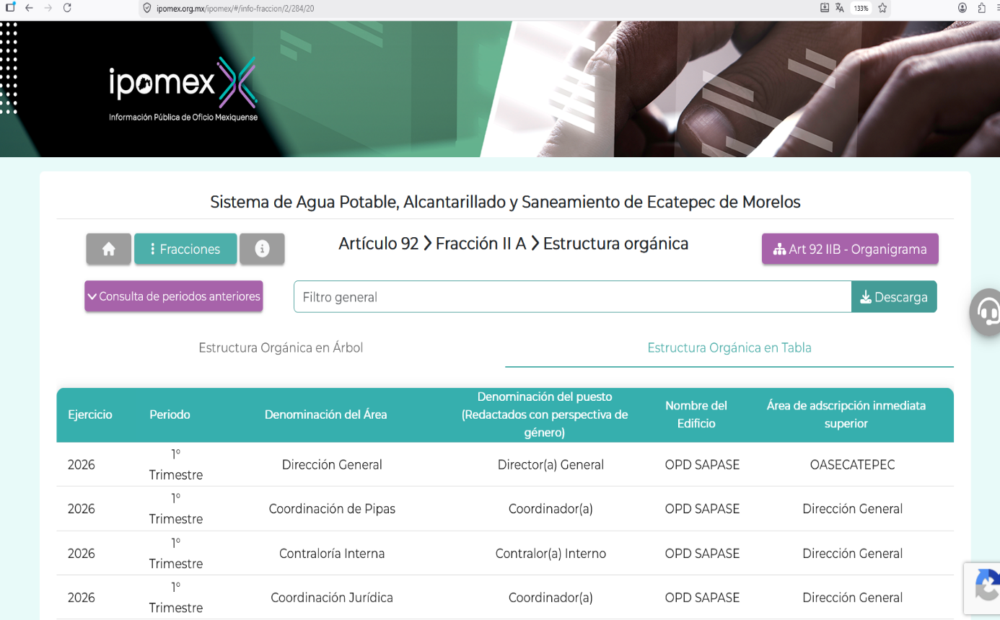 ipomex.org.mx/ipomex/#/info-fraccion/2/284/20
133%
ipomex
Información Pública de Oficio Mexiquense
Sistema de Agua Potable, Alcantarillado y Saneamiento de Ecatepec de Morelos
Fracciones
Artículo 92 > Fracción II A > Estructura orgánica
Art 92 IIB - Organigrama
Consulta de periodos anteriores
Filtro general
Descarga
Estructura Orgánica en Árbol
Estructura Orgánica en Tabla
Ejercicio Periodo Denominación del Área Denominación del puesto (Redactados con perspectiva de género) Nombre del Edificio Área de adscripción inmediata superior
2026 1º Trimestre Dirección General Director(a) General OPD SAPASE OASECATEPEC
2026 1º Trimestre Coordinación de Pipas Coordinador(a) OPD SAPASE Dirección General
2026 1º Trimestre Contraloría Interna Contralor(a) Interno OPD SAPASE Dirección General
2026 1º Trimestre Coordinación Jurídica Coordinador(a) OPD SAPASE Dirección General